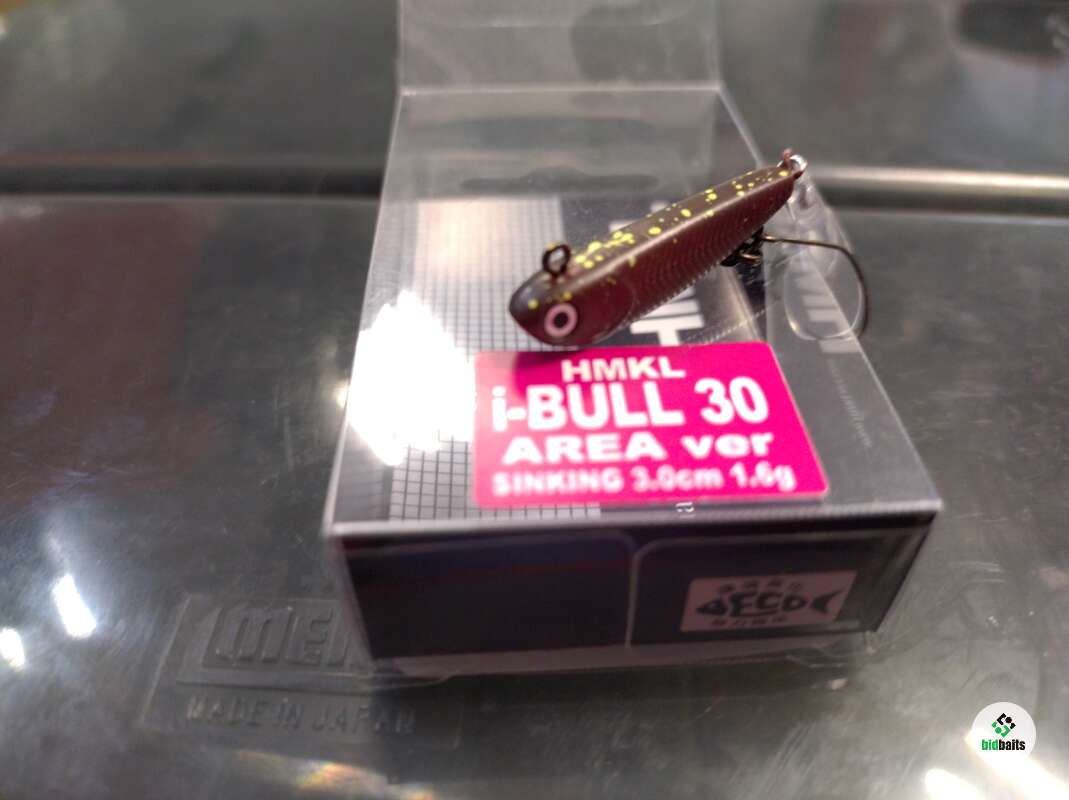 HMKL
i-BULL 30
AREA ver
SINKING 3.0cm 1.6g
ECO
MADE IN JAPAN
bidbaits